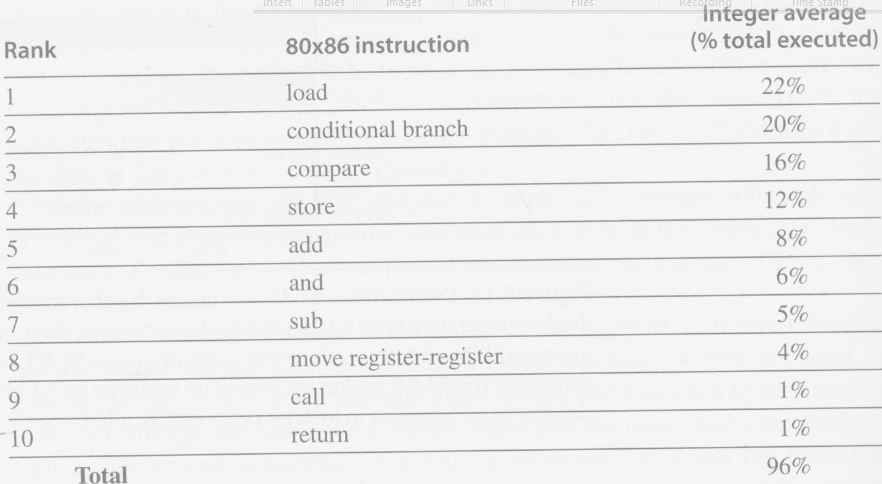 Insert Tables Images Links Files Recording Time Stamp
Integer average
Rank 80x86 instruction (% total executed)
1 load 22%
2 conditional branch 20%
3 compare 16%
4 store 12%
5 add 8%
6 and 6%
7 sub 5%
8 move register-register 4%
9 call 1%
10 return 1%
Total 96%